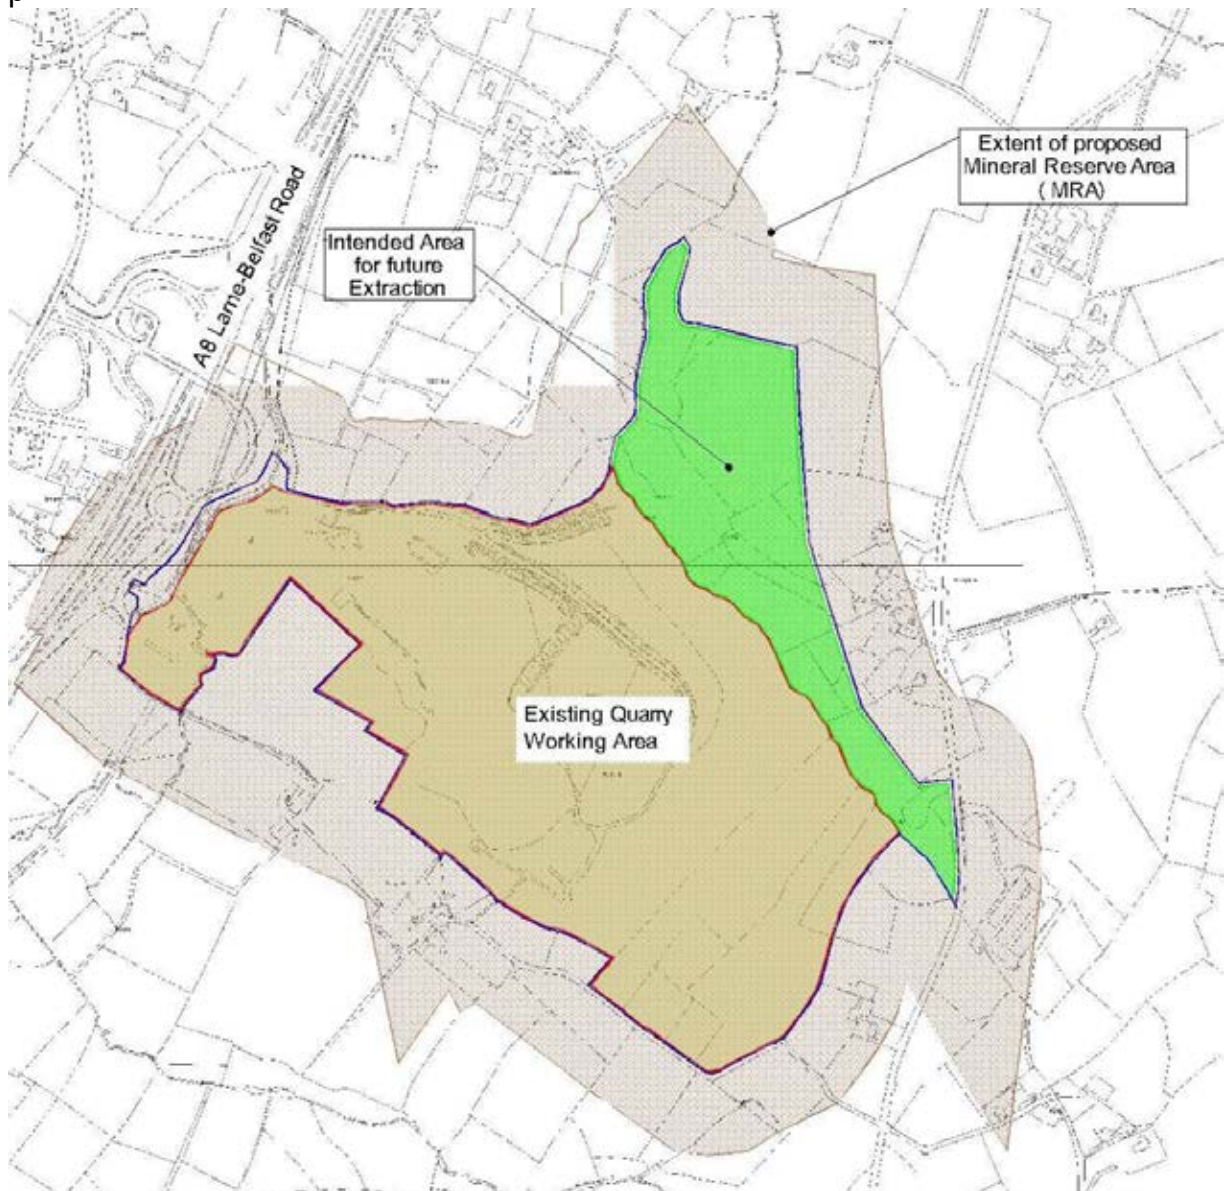 Extent of proposed
Mineral Reserve Area
( MRA)
A8 Larne-Belfast Road
Intended Area
for future
Extraction
Existing Quarry
Working Area